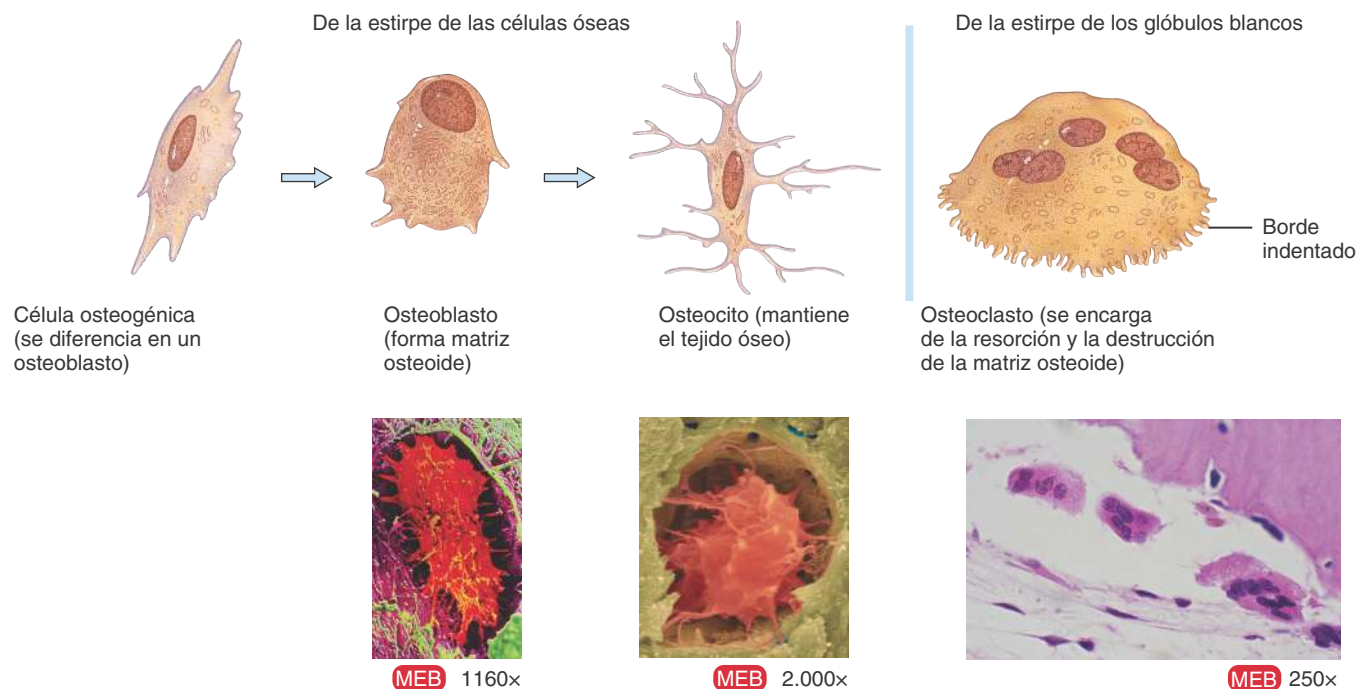 De la estirpe de las células óseas
De la estirpe de los glóbulos blancos
Borde
indentado
Célula osteogénica
(se diferencia en un
osteoblasto)
Osteoblasto
(forma matriz
osteoide)
Osteocito (mantiene
el tejido óseo)
Osteoclasto (se encarga
de la resorción y la destrucción
de la matriz osteoide)
MEB 1160×
MEB 2.000×
MEB 250×